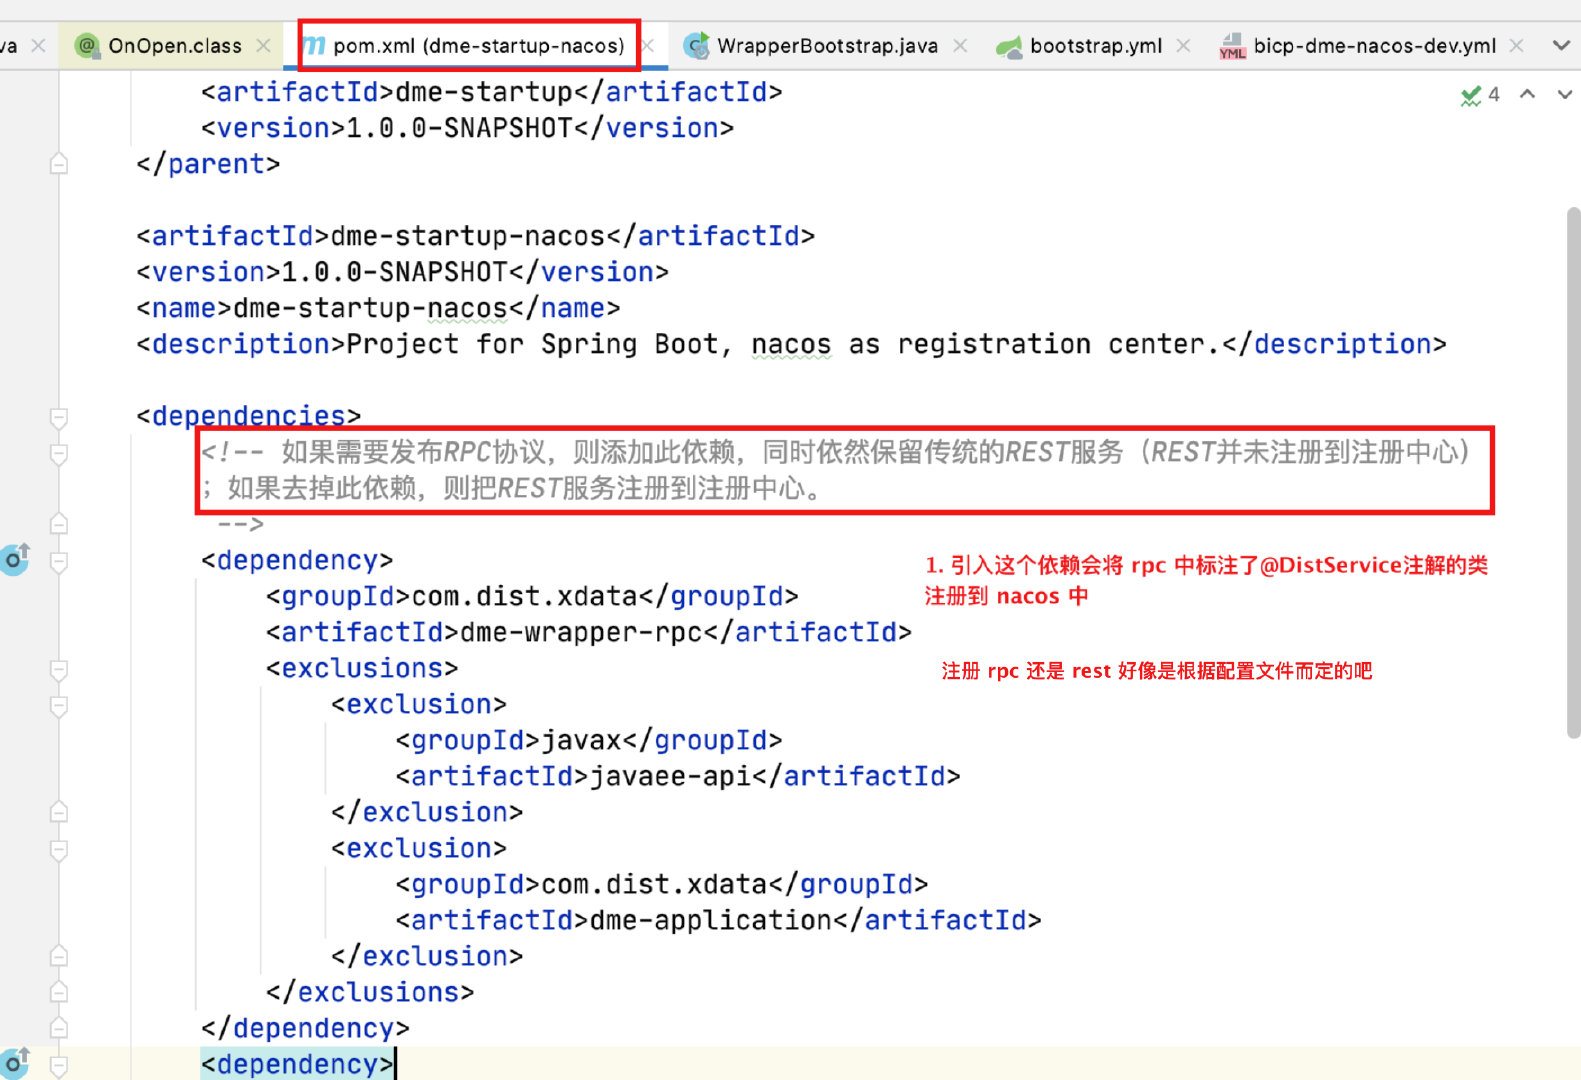 va
OnOpen.class
pom.xml (dme-startup-nacos)
WrapperBootstrap.java
bootstrap.yml
YML
bicp-dme-nacos-dev.yml
4
<artifactId>dme-startup</artifactId>
<version>1.0.0-SNAPSHOT</version>
</parent>
<artifactId>dme-startup-nacos</artifactId>
<version>1.0.0-SNAPSHOT</version>
<name>dme-startup-nacos</name>
<description>Project for Spring Boot, nacos as registration center.</description>
<dependencies>
<!-- 如果需要发布RPC协议，则添加此依赖，同时依然保留传统的REST服务（REST并未注册到注册中心）
；如果去掉此依赖，则把REST服务注册到注册中心。
-->
<dependency>
1. 引入这个依赖会将 rpc 中标注了@DistService注解的类
注册到 nacos 中
<groupId>com.dist.xdata</groupId>
<artifactId>dme-wrapper-rpc</artifactId>
<exclusions>
注册 rpc 还是 rest 好像是根据配置文件而定的吧
<exclusion>
<groupId>javax</groupId>
<artifactId>javaee-api</artifactId>
</exclusion>
<exclusion>
<groupId>com.dist.xdata</groupId>
<artifactId>dme-application</artifactId>
</exclusion>
</exclusions>
</dependency>
<dependency>